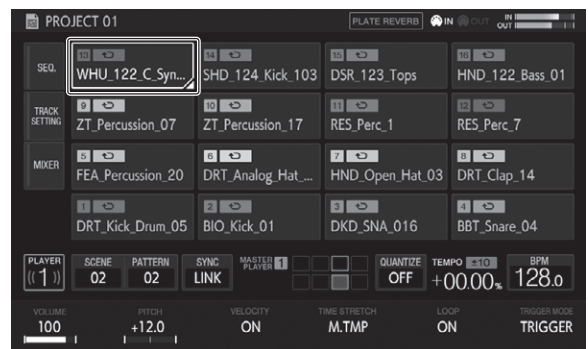 PROJECT 01
PLATE REVERB
IN
OUT
IN
OUT
SEQ.
13
WHU_122_C_Syn...
14
SHD_124_Kick_103
15
DSR_123_Tops
16
HND_122_Bass_01
TRACK
SETTING
9
ZT_Percussion_07
10
ZT_Percussion_17
11
RES_Perc_1
12
RES_Perc_7
MIXER
5
FEA_Percussion_20
6
DRT_Analog_Hat_...
7
HND_Open_Hat_03
8
DRT_Clap_14
1
DRT_Kick_Drum_05
2
BIO_Kick_01
3
DKD_SNA_016
4
BBT_Snare_04
PLAYER
1
SCENE
02
PATTERN
02
SYNC
LINK
MASTER
PLAYER 1
QUANTIZE
OFF
TEMPO ±10
+00.00%
BPM
128.0
VOLUME
100
PITCH
+12.0
VELOCITY
ON
TIME STRETCH
M.TMP
LOOP
ON
TRIGGER MODE
TRIGGER